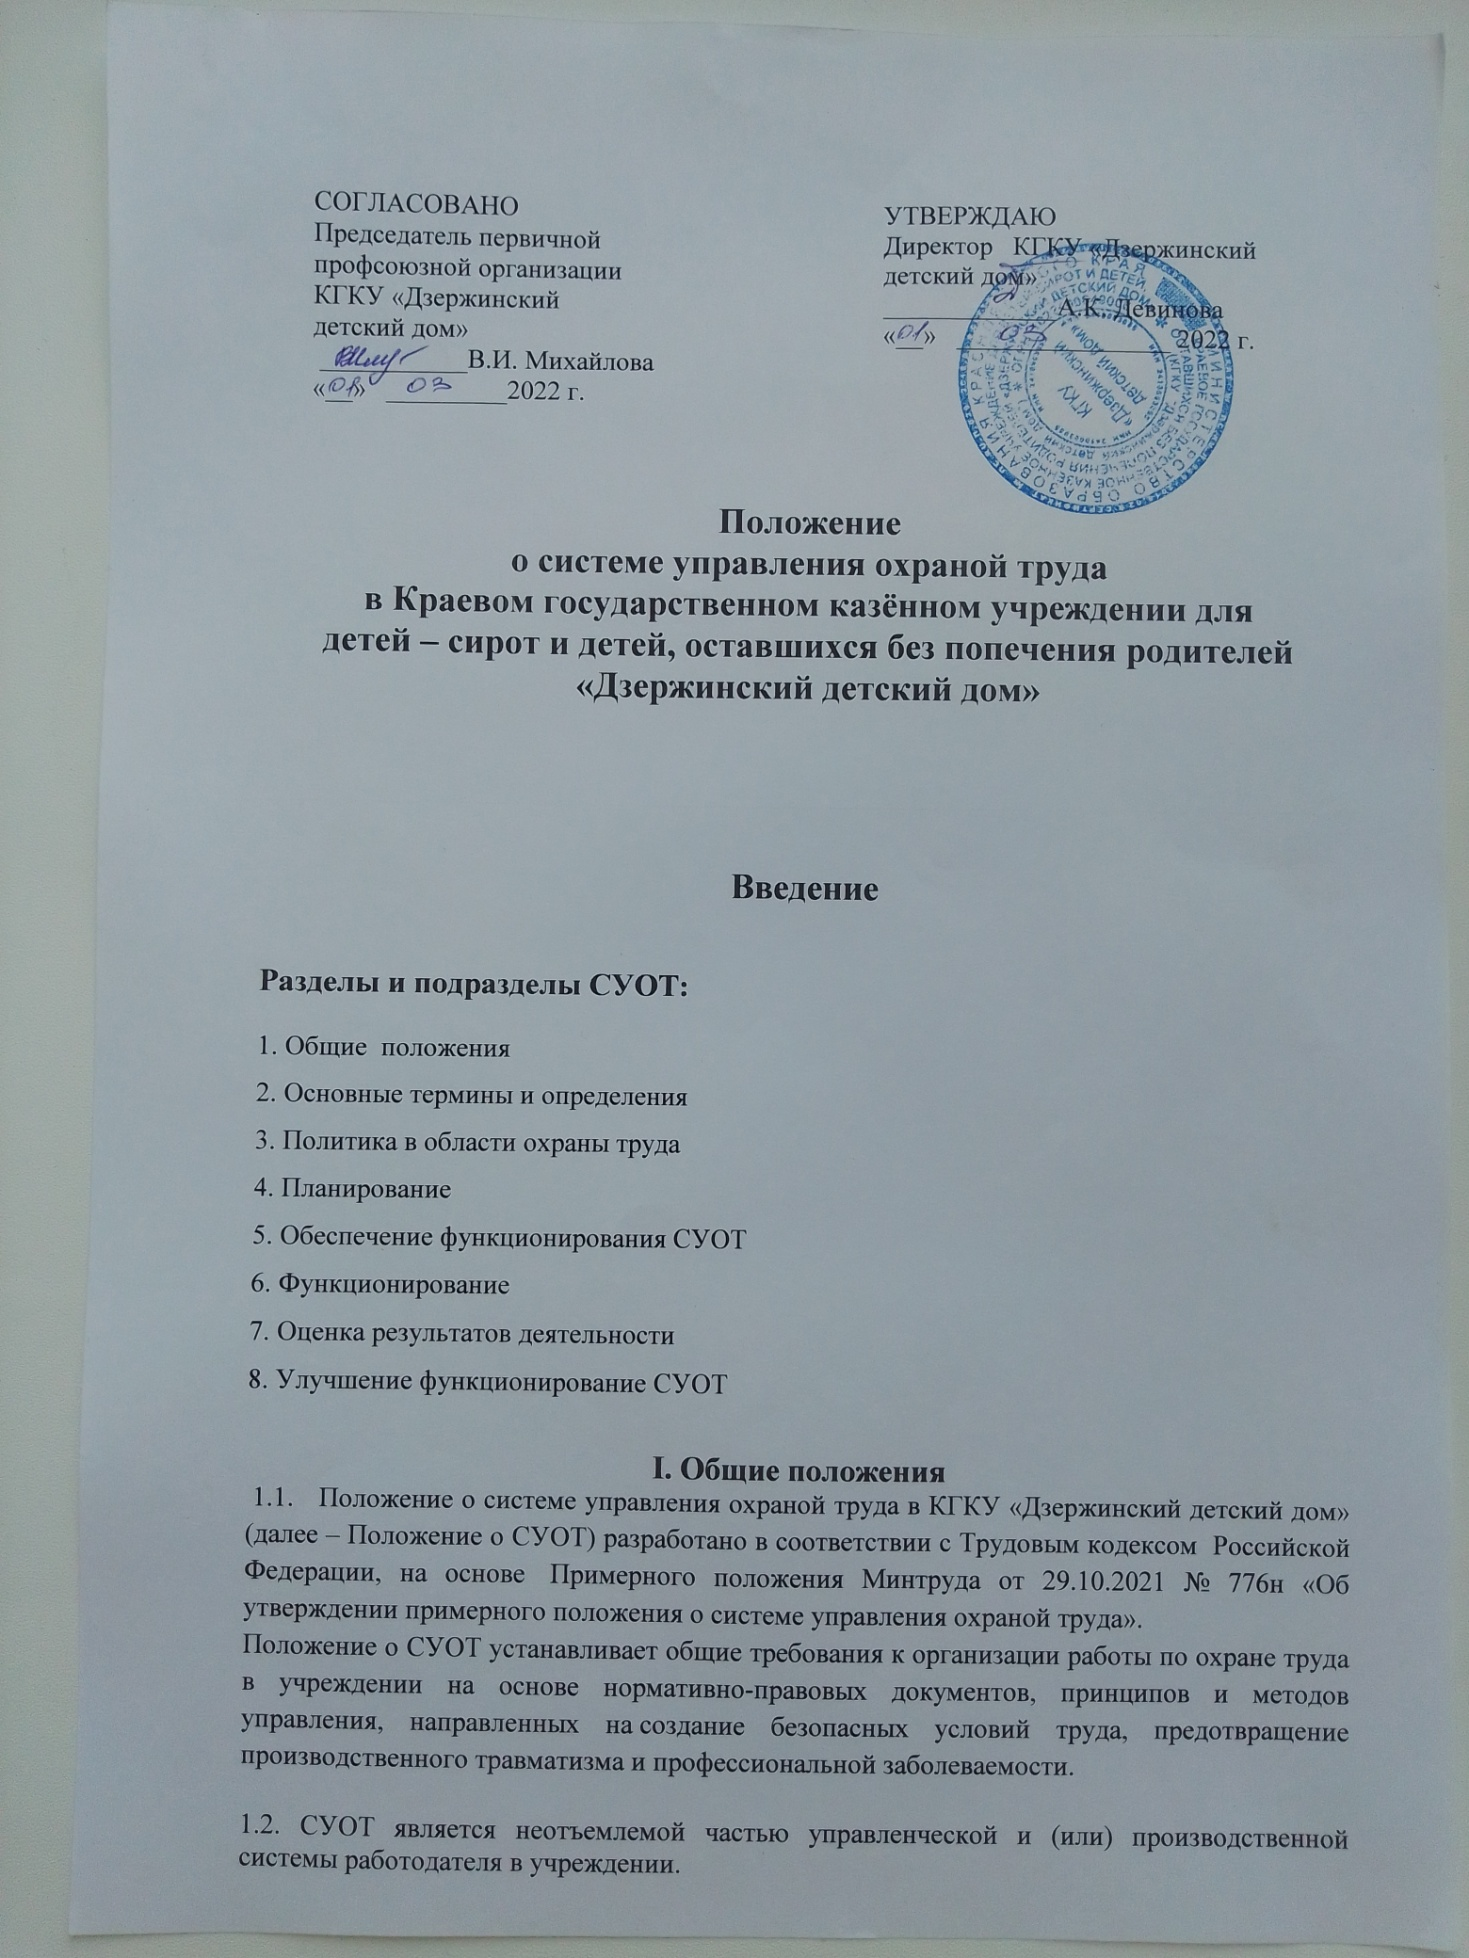 СОГЛАСОВАНО
Председатель первичной
профсоюзной организации
КГКУ «Дзержинский
детский дом»
___________В.И. Михайлова
«01» 03 2022 г.
УТВЕРЖДАЮ
Директор КГКУ «Дзержинский
детский дом»
_____________А.К. Девинова
«01» 03 2022 г.
КГКУ
«Дзержинский
детский дом»
Положение
о системе управления охраной труда
в Краевом государственном казённом учреждении для
детей – сирот и детей, оставшихся без попечения родителей
«Дзержинский детский дом»
Введение
Разделы и подразделы СУОТ:
1. Общие положения
2. Основные термины и определения
3. Политика в области охраны труда
4. Планирование
5. Обеспечение функционирования СУОТ
6. Функционирование
7. Оценка результатов деятельности
8. Улучшение функционирование СУОТ
I. Общие положения
1.1. Положение о системе управления охраной труда в КГКУ «Дзержинский детский дом»
(далее – Положение о СУОТ) разработано в соответствии с Трудовым кодексом Российской
Федерации, на основе Примерного положения Минтруда от 29.10.2021 № 776н «Об
утверждении примерного положения о системе управления охраной труда».
Положение о СУОТ устанавливает общие требования к организации работы по охране труда
в учреждении на основе нормативно-правовых документов, принципов и методов
управления, направленных на создание безопасных условий труда, предотвращение
производственного травматизма и профессиональной заболеваемости.
1.2. СУОТ является неотъемлемой частью управленческой и (или) производственной
системы работодателя в учреждении.